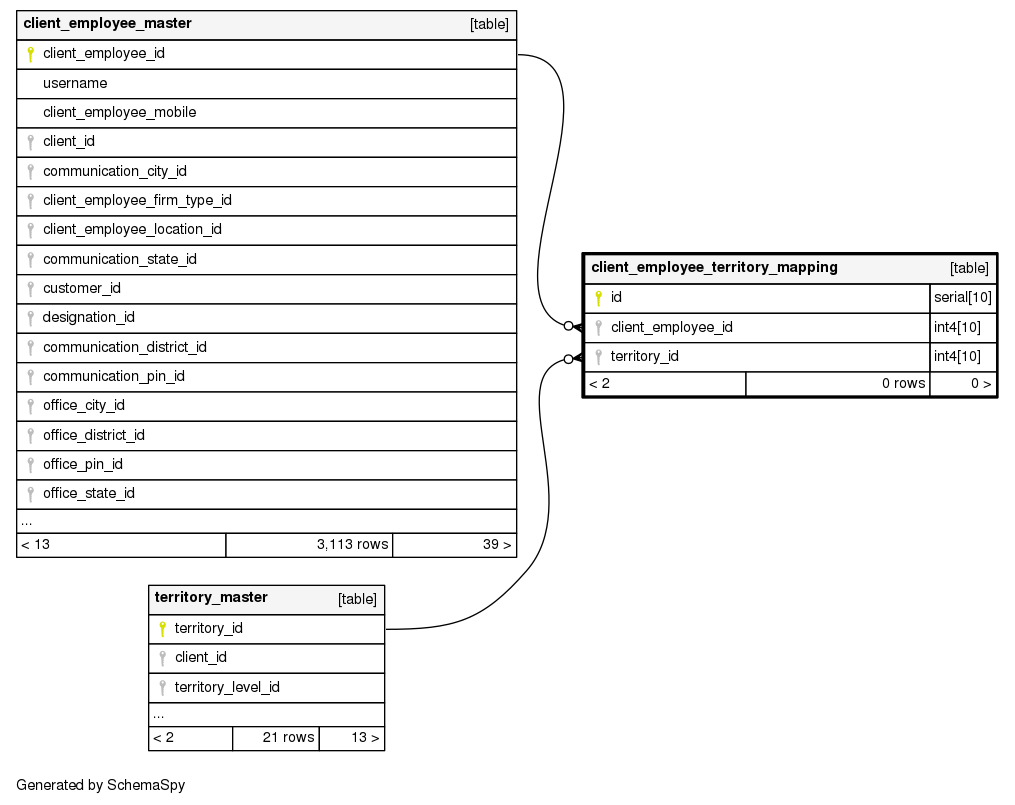 client_employee_master [table]
client_employee_id
username
client_employee_mobile
client_id
communication_city_id
client_employee_firm_type_id
client_employee_location_id
communication_state_id
customer_id
designation_id
communication_district_id
communication_pin_id
office_city_id
office_district_id
office_pin_id
office_state_id
...
< 13 3,113 rows 39 >
client_employee_territory_mapping [table]
id serial[10]
client_employee_id int4[10]
territory_id int4[10]
< 2 0 rows 0 >
territory_master [table]
territory_id
client_id
territory_level_id
...
< 2 21 rows 13 >
Generated by SchemaSpy